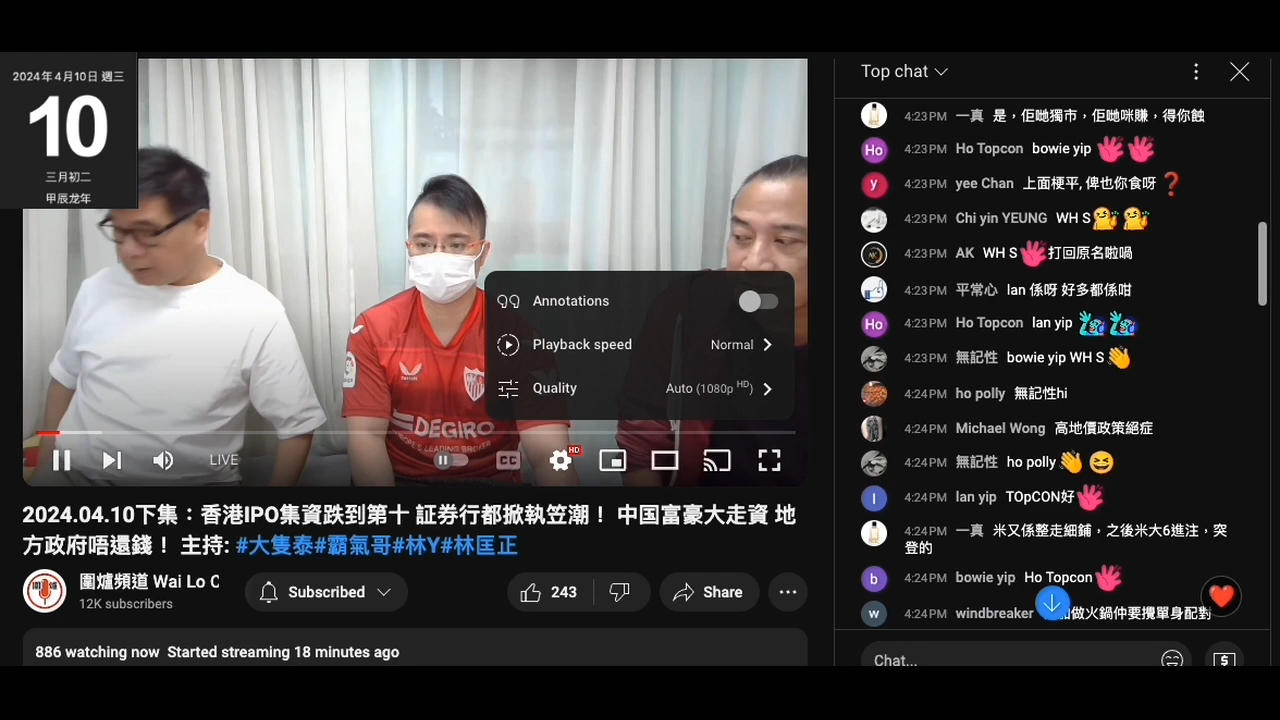 2024年4月10日 週三
10
三月初二
甲辰龙年
DEGIRO
EUROPE'S LEADING BROKER
Annotations
Playback speed
Normal
Quality
Auto (1080p HD)
LIVE
CC
HD
2024.04.10下集：香港IPO集資跌到第十 証券行都掀執笠潮！ 中国富豪大走資 地
方政府唔還錢！ 主持: #大隻泰#霸氣哥#林Y#林匡正
圍爐頻道 Wai Lo C
12K subscribers
Subscribed
243
Share
886 watching now Started streaming 18 minutes ago
Top chat
4:23 PM 一真 是，佢哋獨市，佢哋咪賺，得你蝕
Ho
4:23 PM Ho Topcon bowie yip
y
4:23 PM yee Chan 上面梗平, 俾也你食呀 ❓
4:23 PM Chi yin YEUNG WH S
4:23 PM AK WH S 打回原名啦喎
4:23 PM 平常心 lan 係呀 好多都係咁
Ho
4:23 PM Ho Topcon lan yip
4:23 PM 無記性 bowie yip WH S 👋
4:24 PM ho polly 無記性hi
4:24 PM Michael Wong 高地價政策絕症
4:24 PM 無記性 ho polly 👋 😆
I
4:24 PM lan yip TOpCON好
4:24 PM 一真 米又係整走細鋪，之後米大6進注，突
登的
b
4:24 PM bowie yip Ho Topcon
w
4:24 PM windbreaker 做火鍋仲要攪單身配對
Chat...